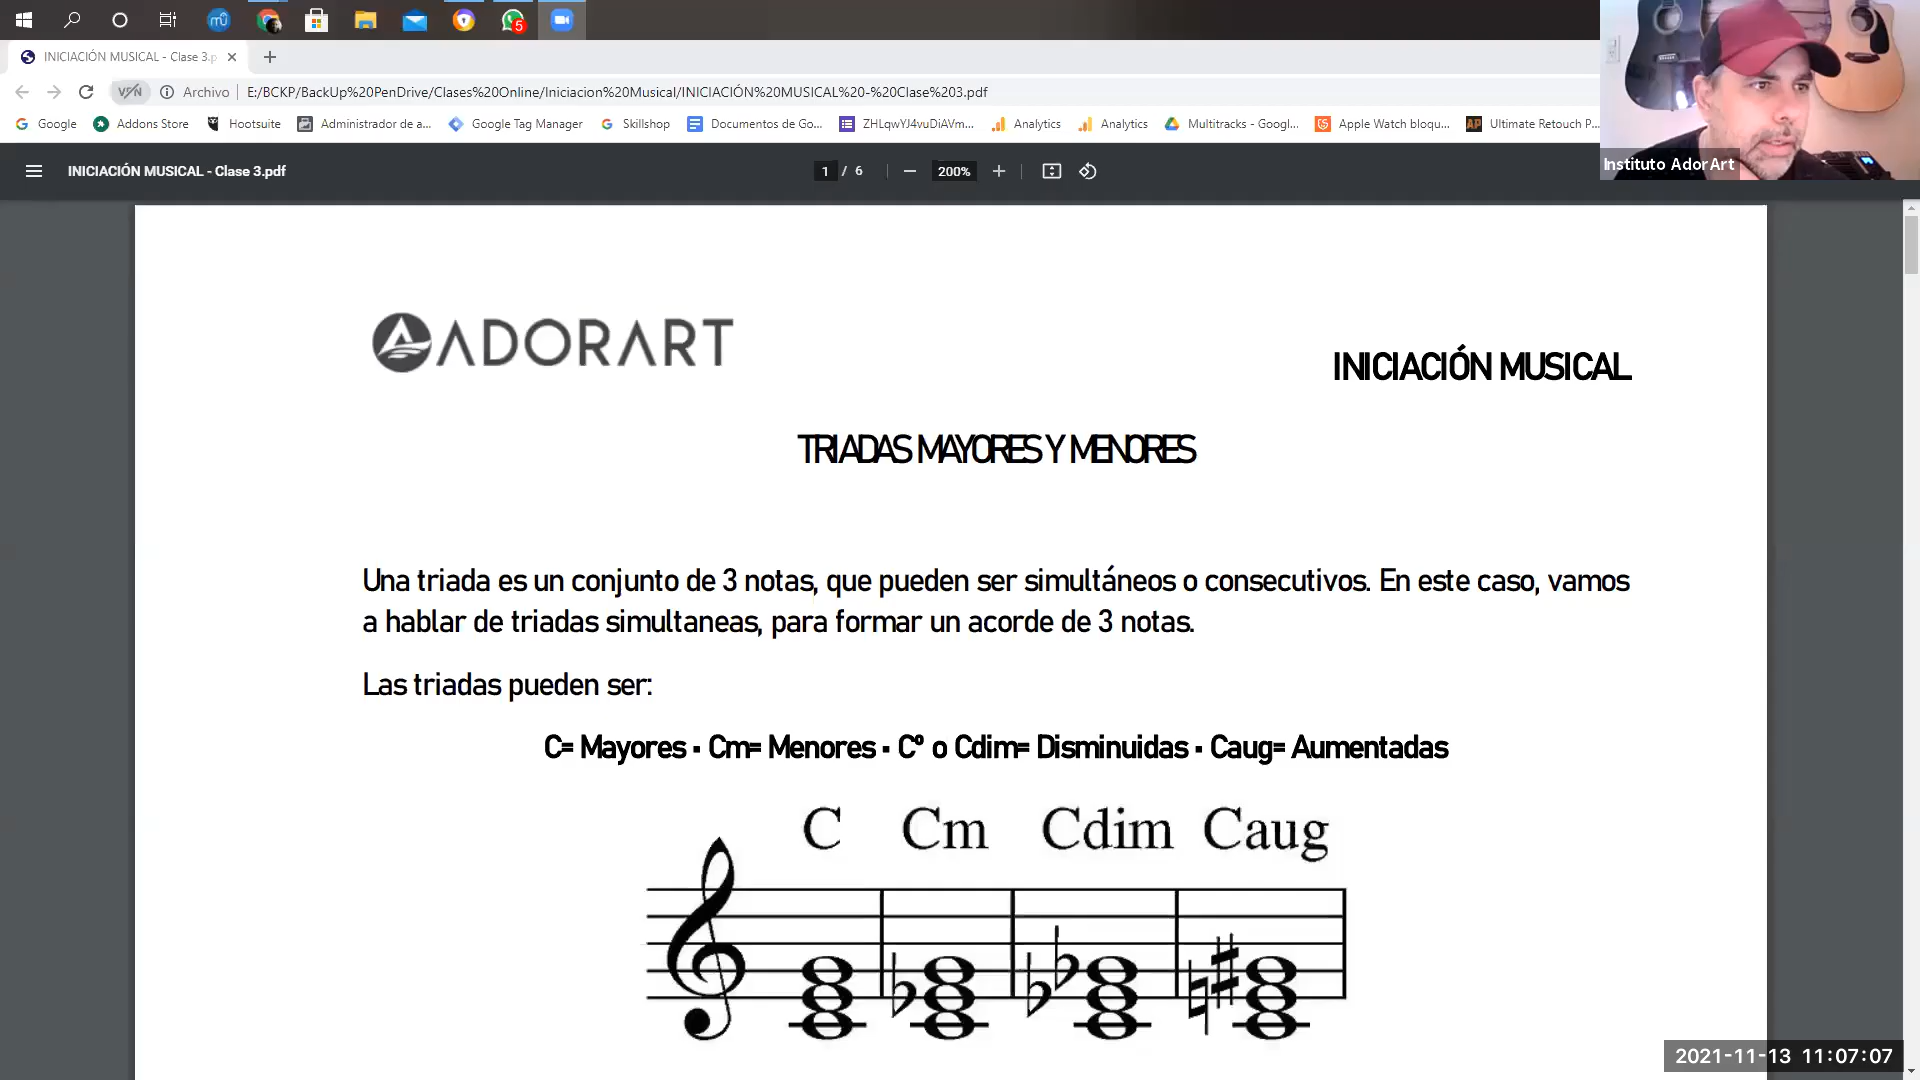 5
INICIACIÓN MUSICAL - Clase 3.p
VPN
Archivo
E:/BCKP/BackUp%20PenDrive/Clases%20Online/Iniciacion%20Musical/INICIACIÓN%20MUSICAL%20-%20Clase%203.pdf
Google
Addons Store
Hootsuite
Administrador de a...
Google Tag Manager
Skillshop
Documentos de Go...
ZHLqwYJ4vuDiAVm...
Analytics
Analytics
Multitracks - Googl...
Apple Watch bloqu...
Ultimate Retouch P...
Instituto AdorArt
INICIACIÓN MUSICAL - Clase 3.pdf
1 / 6
200%
ADORART
INICIACIÓN MUSICAL
TRIADAS MAYORES Y MENORES
Una triada es un conjunto de 3 notas, que pueden ser simultáneos o consecutivos. En este caso, vamos
a hablar de triadas simultaneas, para formar un acorde de 3 notas.
Las triadas pueden ser:
C= Mayores · Cm= Menores · Cº o Cdim= Disminuidas · Caug= Aumentadas
C Cm Cdim Caug
2021-11-13 11:07:07